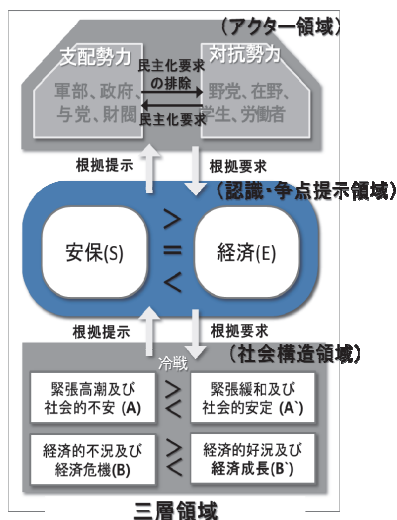 (アクター領域)
支配勢力
対抗勢力
民主化要求
の排除
軍部、政府、
与党、財閥
野党、在野、
学生、労働者
民主化要求
根拠提示
根拠要求
(認識・争点提示領域)
安保(S)
>
=
<
経済(E)
根拠提示
根拠要求
(社会構造領域)
冷戦
緊張高潮及び
社会的不安 (A)
>
<
緊張緩和及び
社会的安定 (A`)
経済的不況及び
経済危機(B)
>
<
経済的好況及び
経済成長(B`)
三層領域